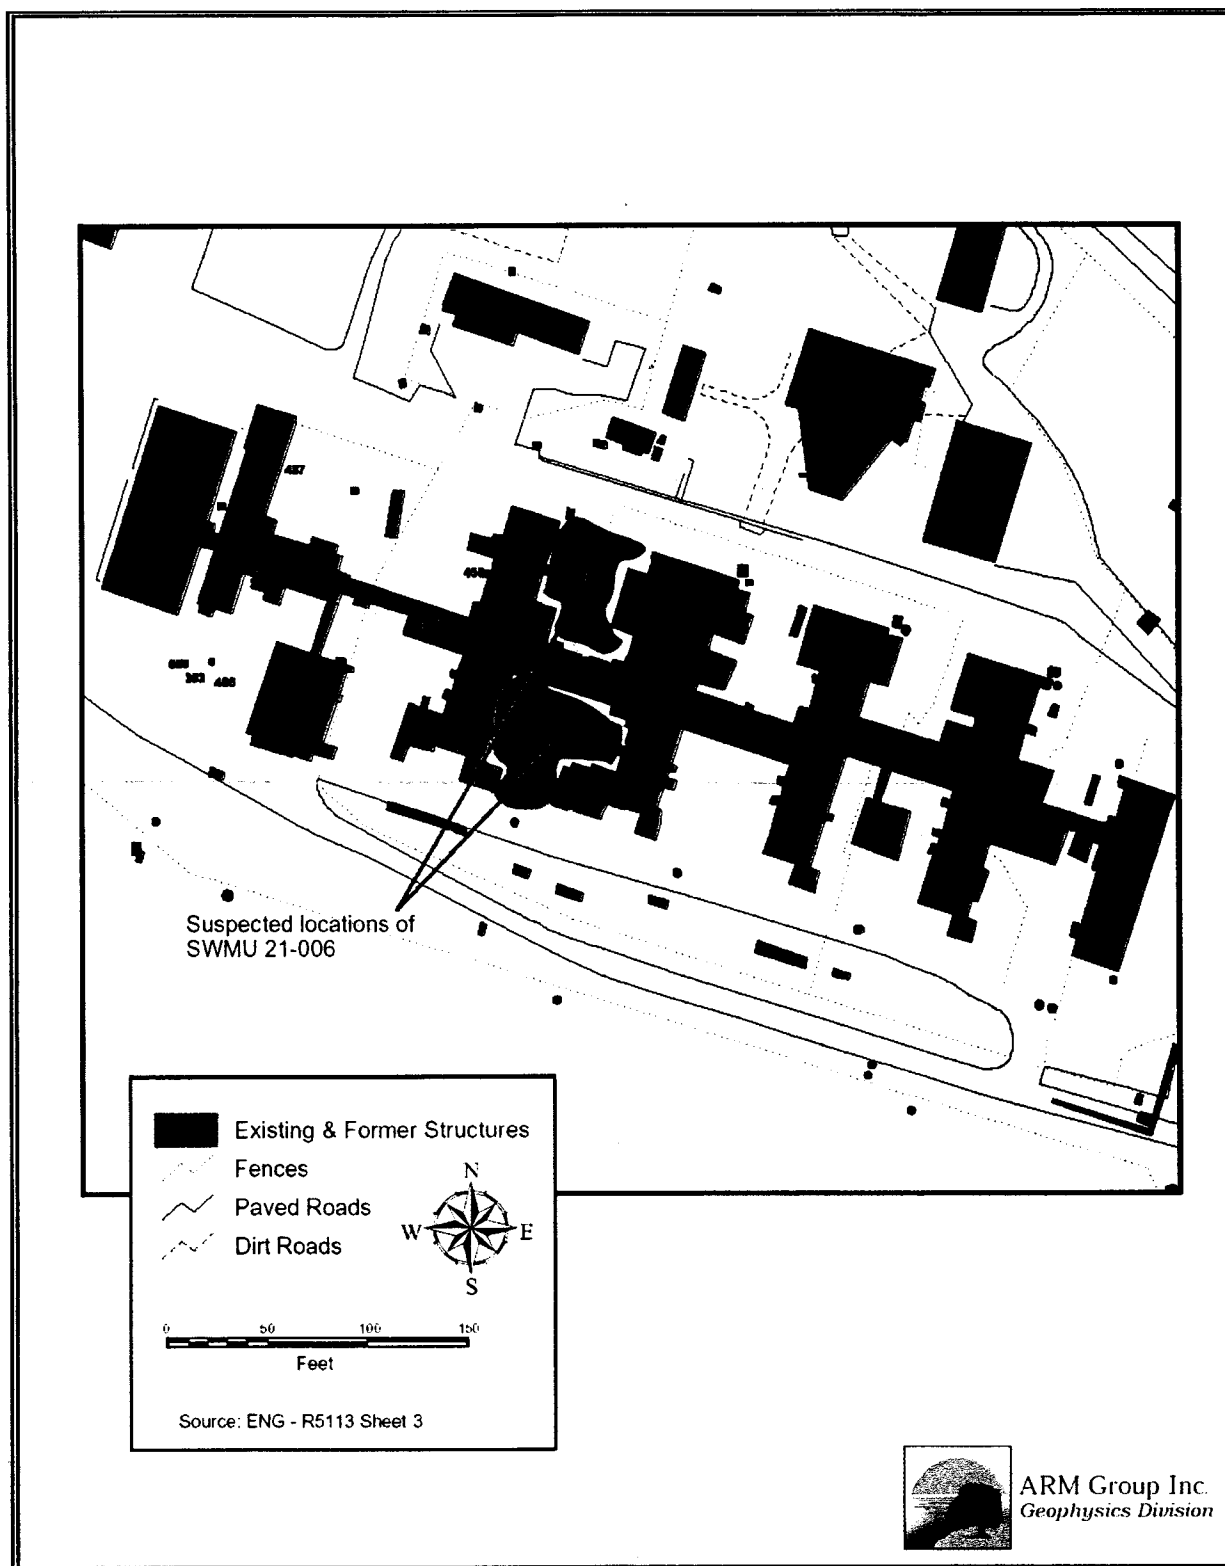 457
Suspected locations of
SWMU 21-006
Existing & Former Structures
Fences
Paved Roads
Dirt Roads
N
W
E
S
0 50 100 150
Feet
Source: ENG - R5113 Sheet 3
ARM Group Inc.
Geophysics Division